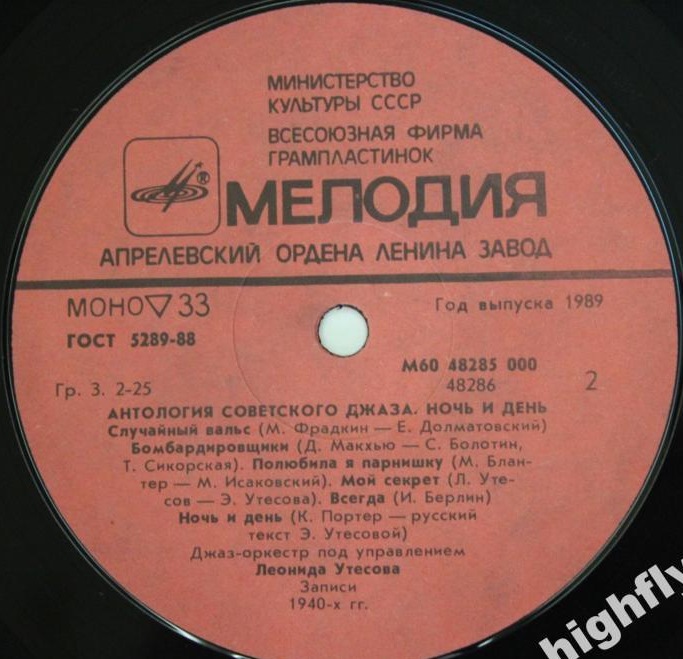 МИНИСТЕРСТВО
КУЛЬТУРЫ СССР
ВСЕСОЮЗНАЯ ФИРМА
ГРАМПЛАСТИНОК
®
МЕЛОДИЯ
АПРЕЛЕВСКИЙ ОРДЕНА ЛЕНИНА ЗАВОД
МОНО ▽ 33
Год выпуска 1989
ГОСТ 5289-88
М60 48285 000
Гр. 3. 2-25
48286
2
АНТОЛОГИЯ СОВЕТСКОГО ДЖАЗА. НОЧЬ И ДЕНЬ
Случайный вальс (М. Фрадкин — Е. Долматовский)
Бомбардировщики (Д. Макхью — С. Болотин,
Т. Сикорская). Полюбила я парнишку (М. Блан-
тер — М. Исаковский). Мой секрет (Л. Уте-
сов — Э. Утесова). Всегда (И. Берлин)
Ночь и день (К. Портер — русский
текст Э. Утесовой)
Джаз-оркестр под управлением
Леонида Утесова
Записи
1940-х гг.
highfly